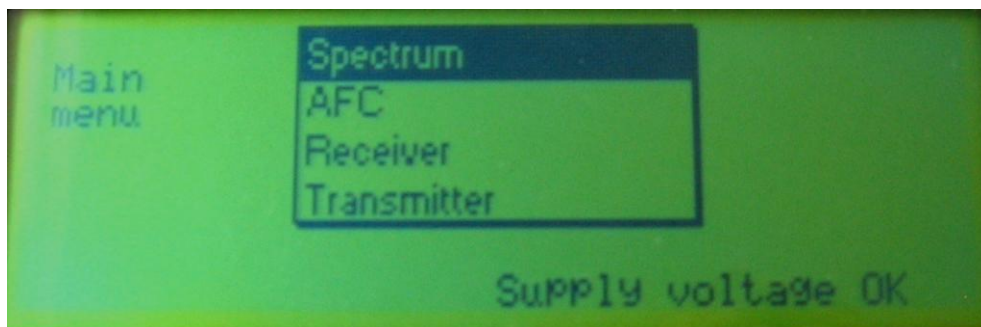 Main
menu
Spectrum
AFC
Receiver
Transmitter
Supply voltage OK